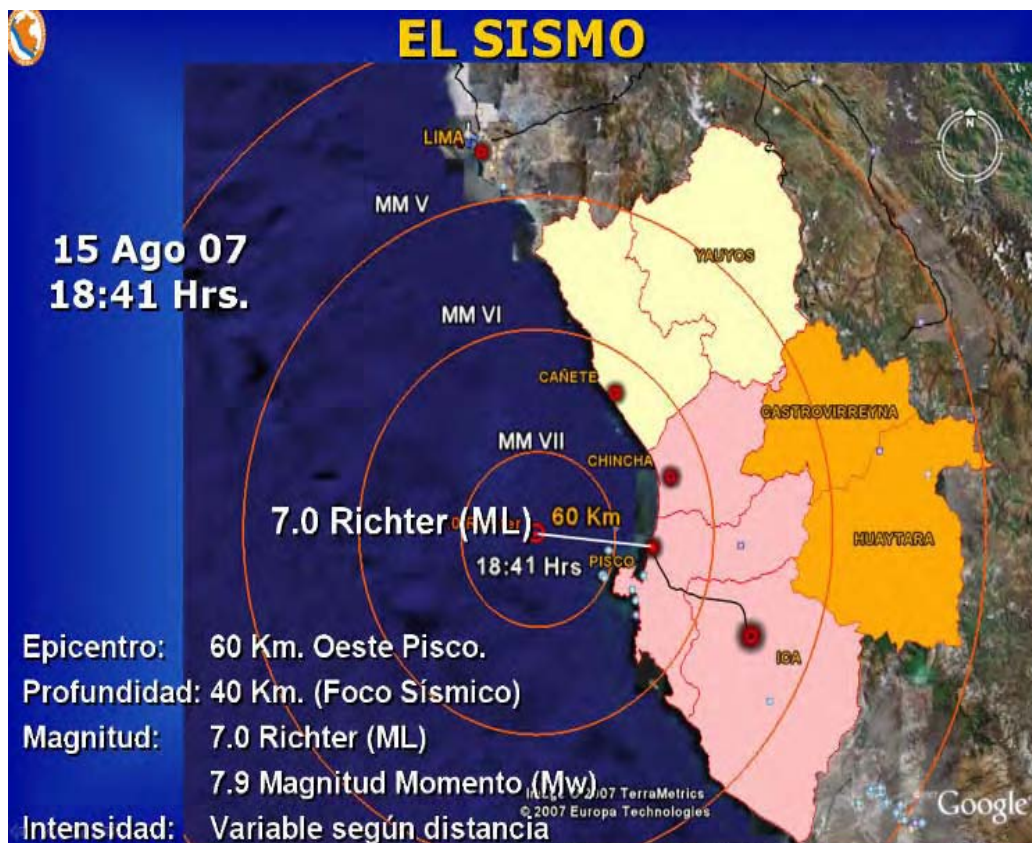 EL SISMO
LIMA
MM V
15 Ago 07
18:41 Hrs.
YAUYOS
MM VI
CAÑETE
CASTROVIRREYNA
MM VII
CHINCHA
7.0 Richter (ML)
60 Km
HUAYTARA
18:41 Hrs
PISCO
ICA
Epicentro: 60 Km. Oeste Pisco.
Profundidad: 40 Km. (Foco Sísmico)
Magnitud: 7.0 Richter (ML)
7.9 Magnitud Momento (Mw)
2007 TerraMetrics
© 2007 Europa Technologies
Google
Intensidad: Variable según distancia
N